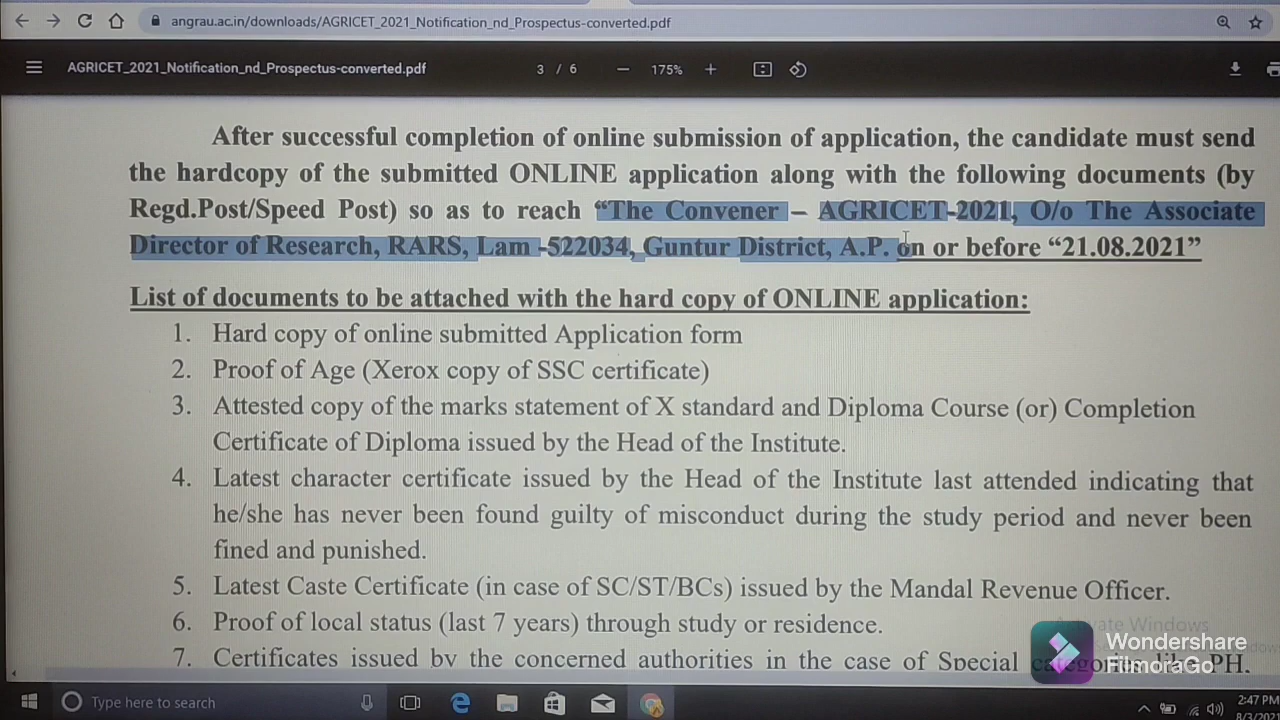 angrau.ac.in/downloads/AGRICET_2021_Notification_nd_Prospectus-converted.pdf
AGRICET_2021_Notification_nd_Prospectus-converted.pdf 3 / 6 175%
After successful completion of online submission of application, the candidate must send
the hardcopy of the submitted ONLINE application along with the following documents (by
Regd.Post/Speed Post) so as to reach “The Convener – AGRICET-2021, O/o The Associate
Director of Research, RARS, Lam -522034, Guntur District, A.P. on or before “21.08.2021”
List of documents to be attached with the hard copy of ONLINE application:
1. Hard copy of online submitted Application form
2. Proof of Age (Xerox copy of SSC certificate)
3. Attested copy of the marks statement of X standard and Diploma Course (or) Completion
Certificate of Diploma issued by the Head of the Institute.
4. Latest character certificate issued by the Head of the Institute last attended indicating that
he/she has never been found guilty of misconduct during the study period and never been
fined and punished.
5. Latest Caste Certificate (in case of SC/ST/BCs) issued by the Mandal Revenue Officer.
6. Proof of local status (last 7 years) through study or residence.
Activate Windows
7. Certificates issued by the concerned authorities in the case of Special categories like PH,
Wondershare
FilmoraGo
Type here to search
2:47 PM